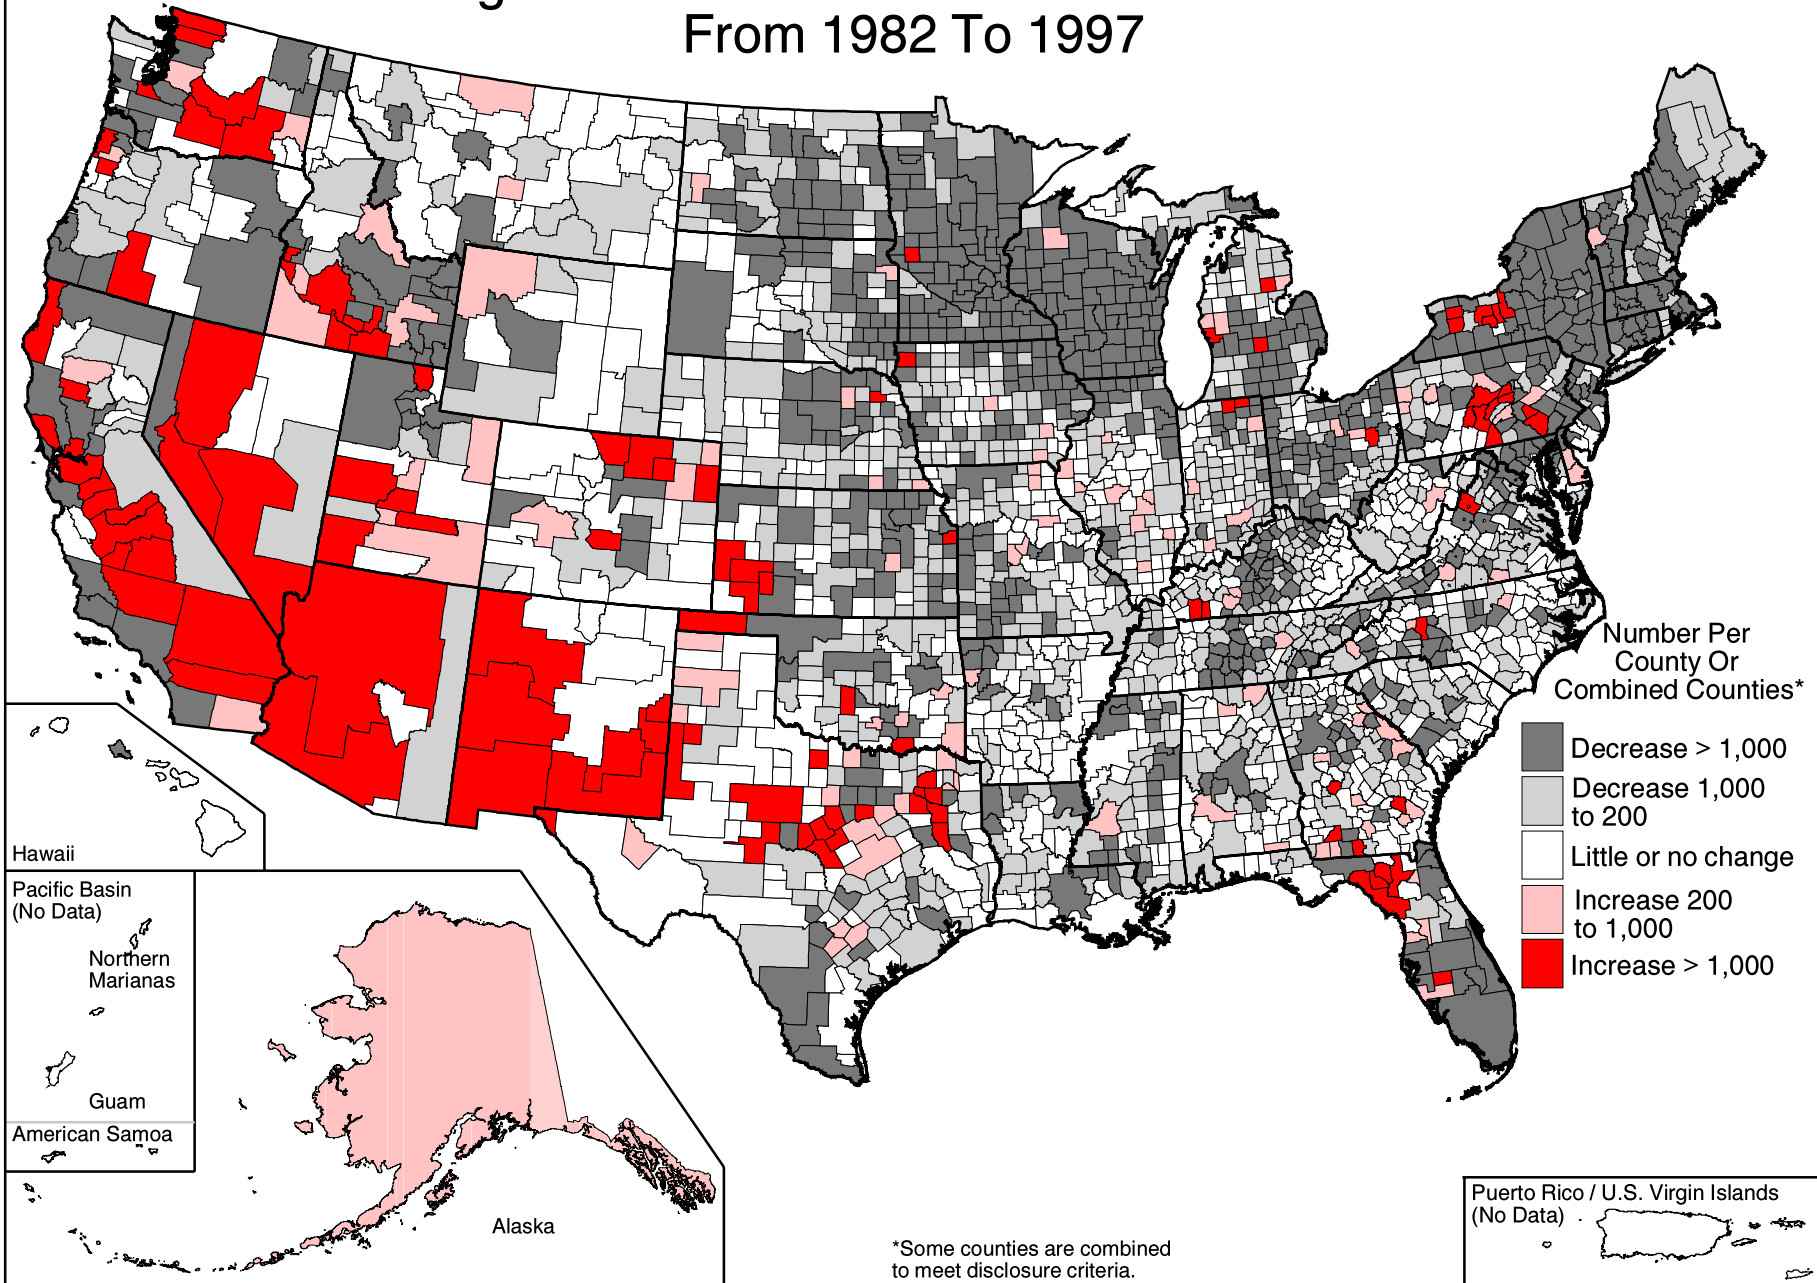 From 1982 To 1997
Number Per
County Or
Combined Counties*
Decrease > 1,000
Decrease 1,000
to 200
Little or no change
Increase 200
to 1,000
Increase > 1,000
Hawaii
Pacific Basin
(No Data)
Northern
Marianas
Guam
American Samoa
Alaska
*Some counties are combined
to meet disclosure criteria.
Puerto Rico / U.S. Virgin Islands
(No Data)